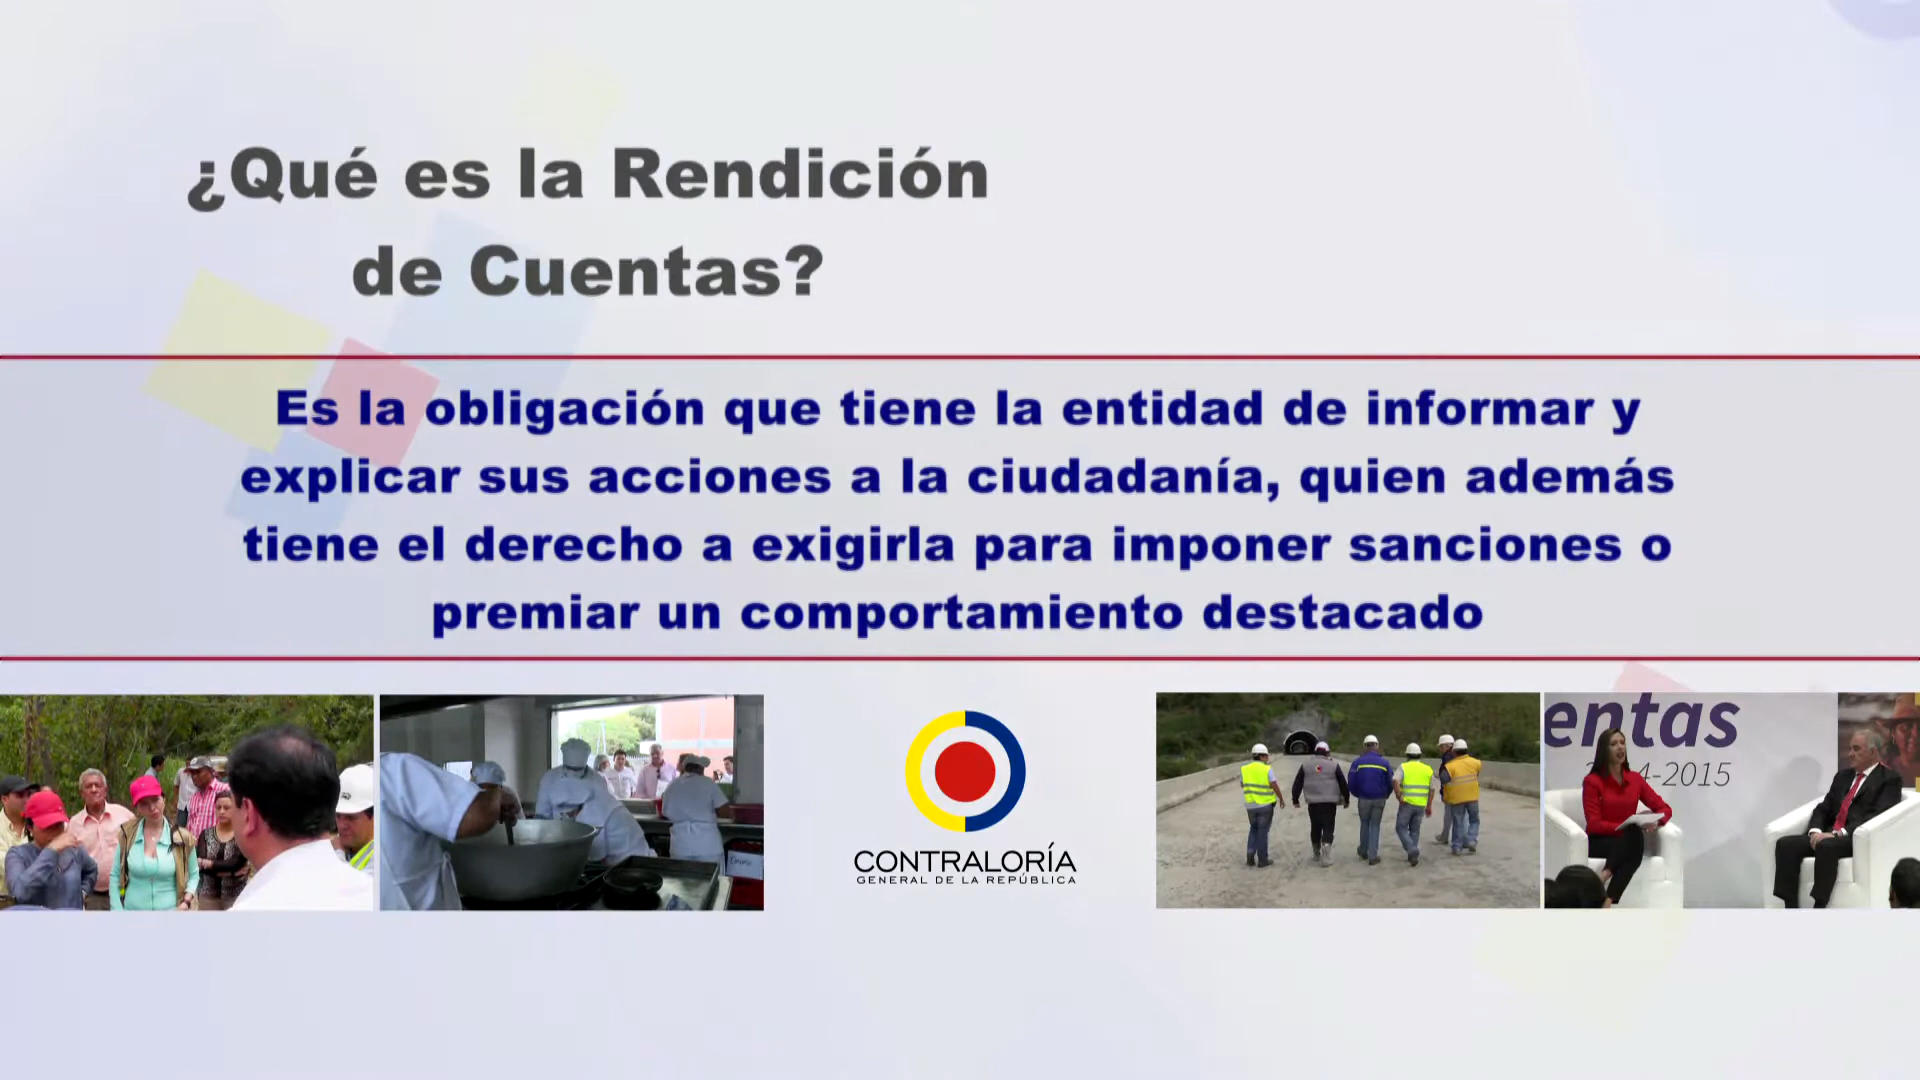 ¿Qué es la Rendición
de Cuentas?
Es la obligación que tiene la entidad de informar y
explicar sus acciones a la ciudadanía, quien además
tiene el derecho a exigirla para imponer sanciones o
premiar un comportamiento destacado
CONTRALORÍA
GENERAL DE LA REPÚBLICA
entas
4-2015